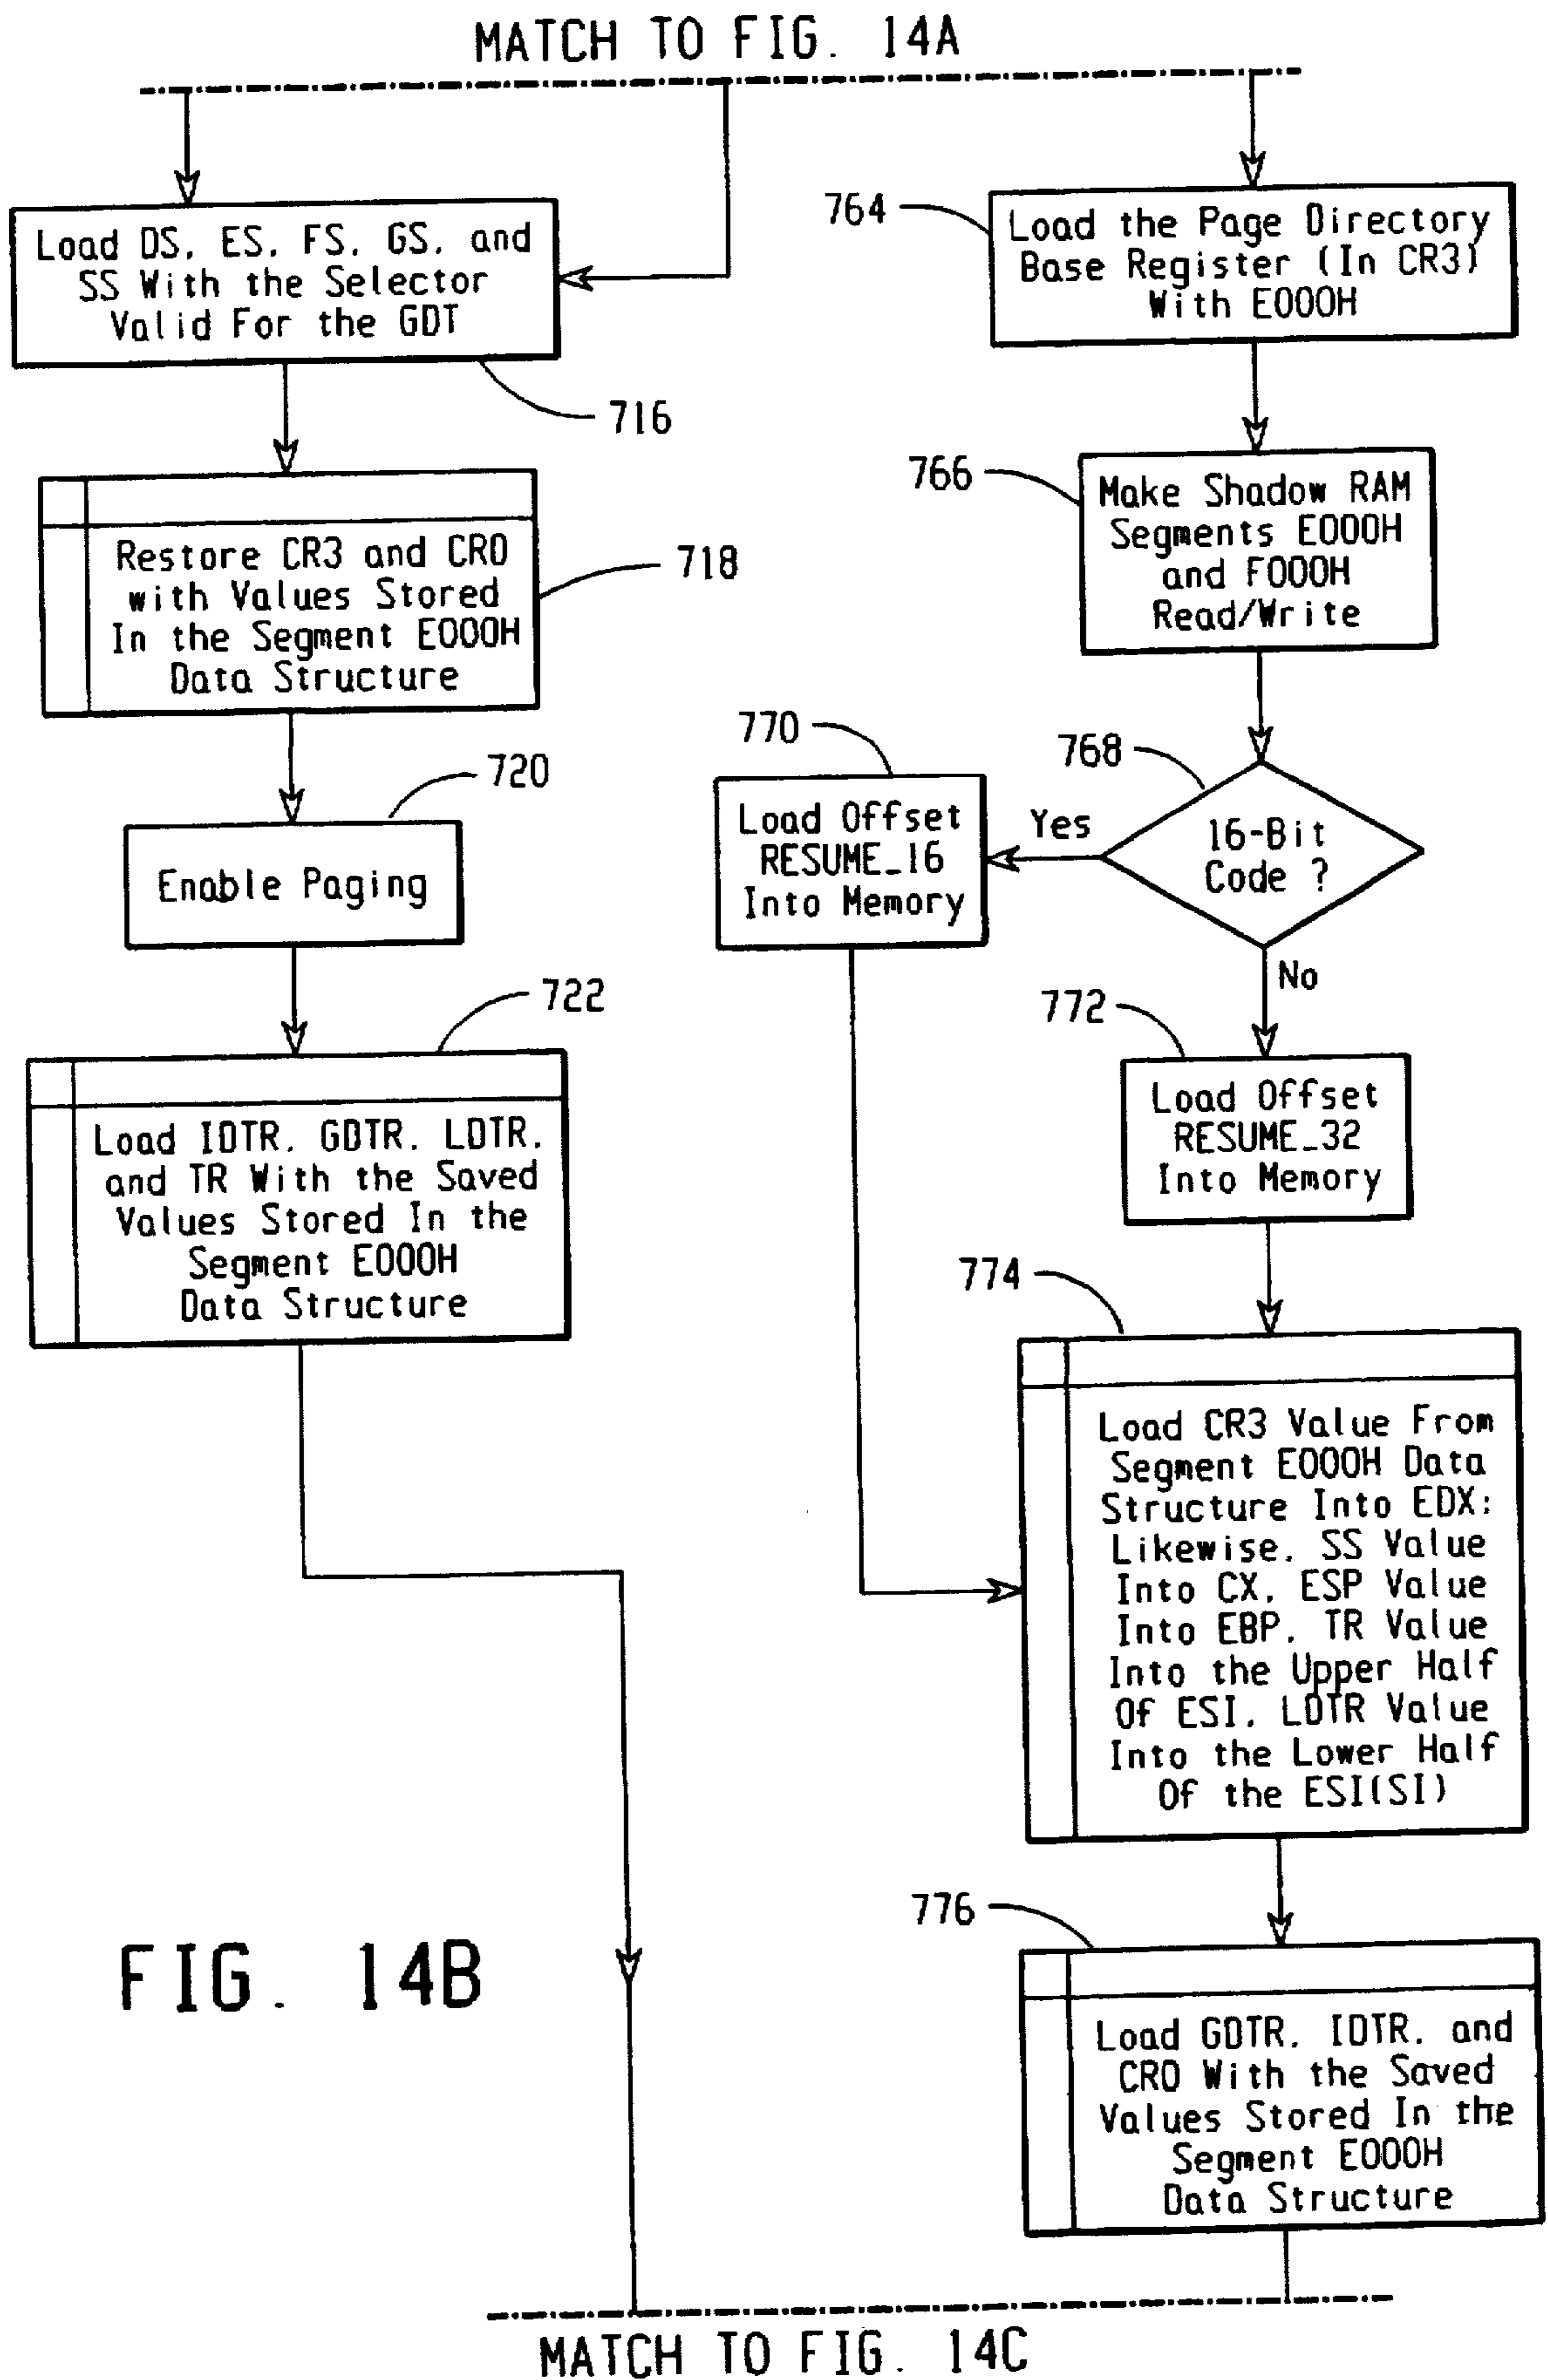 MATCH TO FIG. 14A
Load DS, ES, FS, GS, and
SS With the Selector
Valid For the GDT
716
Restore CR3 and CR0
with Values Stored
In the Segment E000H
Data Structure
718
720
Enable Paging
722
Load IDTR, GDTR, LDTR,
and TR With the Saved
Values Stored In the
Segment E000H
Data Structure
764
Load the Page Directory
Base Register (In CR3)
With E000H
766
Make Shadow RAM
Segments E000H
and F000H
Read/Write
768
16-Bit
Code ?
Yes
770
Load Offset
RESUME_16
Into Memory
No
772
Load Offset
RESUME_32
Into Memory
774
Load CR3 Value From
Segment E000H Data
Structure Into EDX:
Likewise, SS Value
Into CX, ESP Value
Into EBP, TR Value
Into the Upper Half
Of ESI, LDTR Value
Into the Lower Half
Of the ESI(SI)
776
Load GDTR, IDTR, and
CR0 With the Saved
Values Stored In the
Segment E000H
Data Structure
FIG. 14B
MATCH TO FIG. 14C